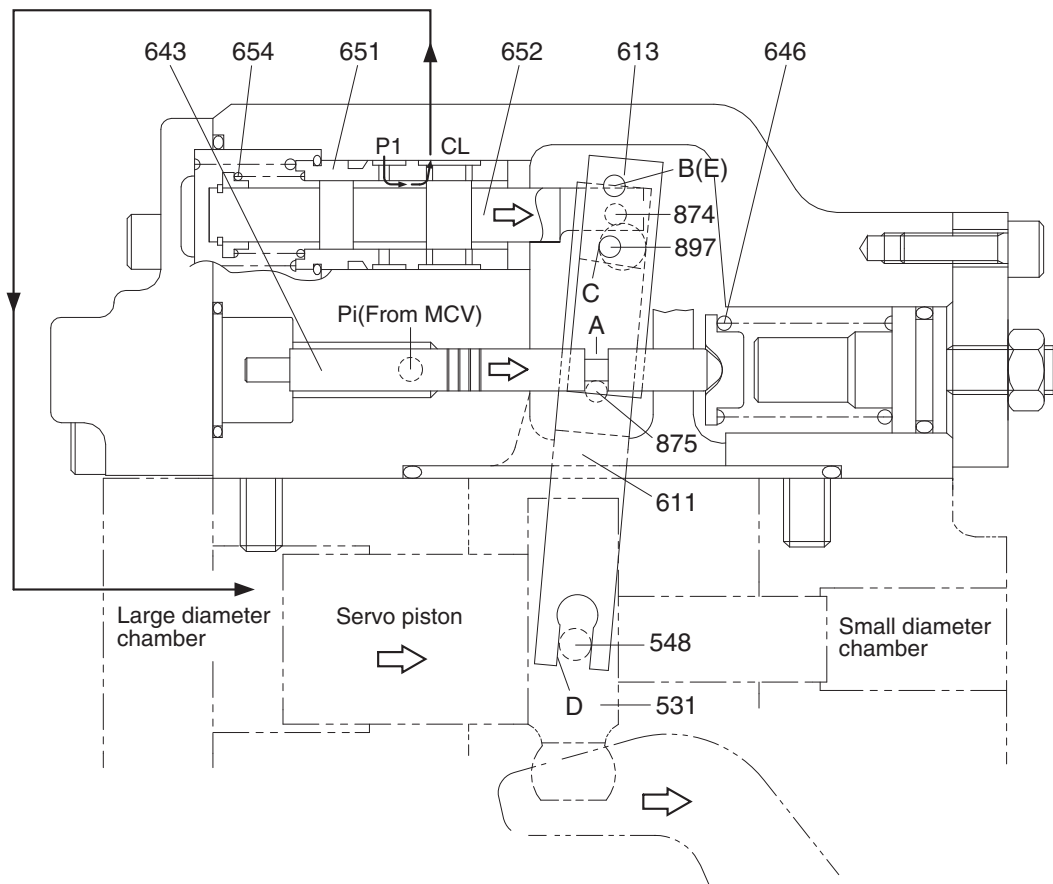 643 654 651 652 613 646
P1 CL
B(E)
874
897
C
A
Pi(From MCV)
875
611
Large diameter
chamber
Servo piston
Small diameter
chamber
548
D
531